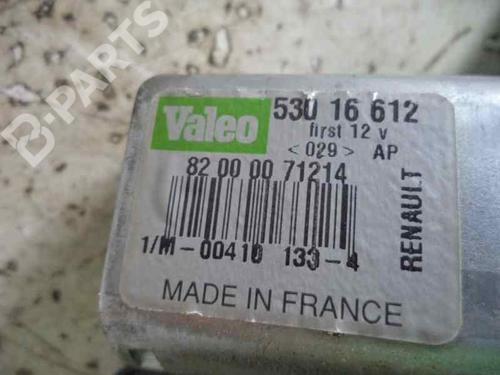 B-PARTS
Valeo
530 16 612
first 12 v
<029> AP
82 00 00 71214
1/M-00410 133-4
RENAULT
MADE IN FRANCE